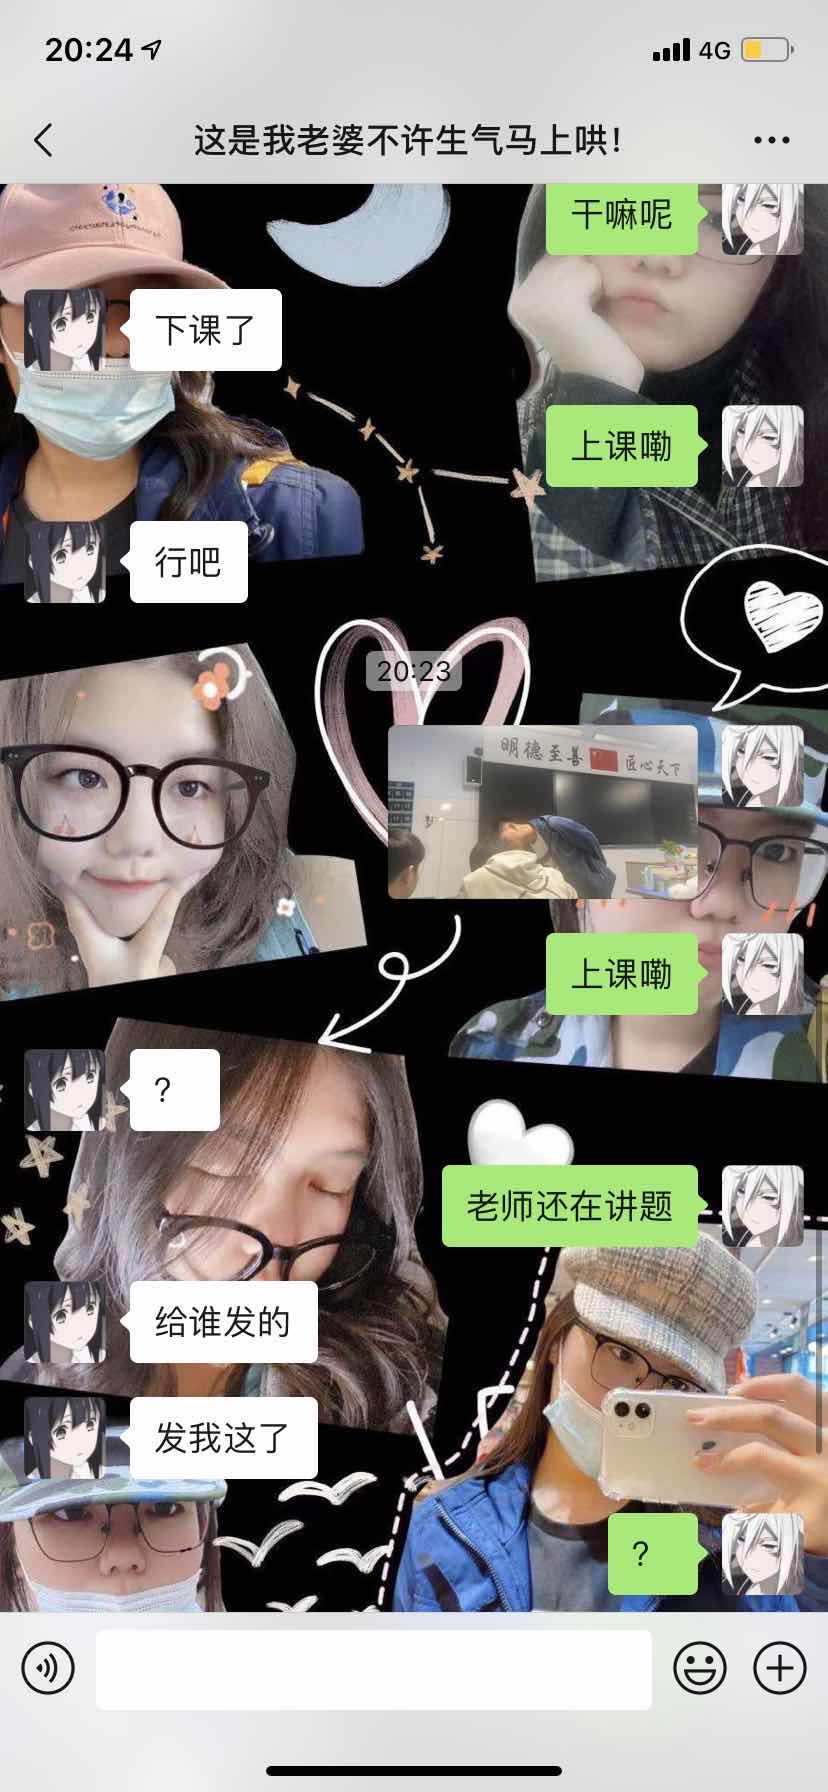 20:24
4G
这是我老婆不许生气马上哄!
干嘛呢
下课了
上课嘞
行吧
20:23
明德至善 匠心天下
上课嘞
?
老师还在讲题
给谁发的
发我这了
?